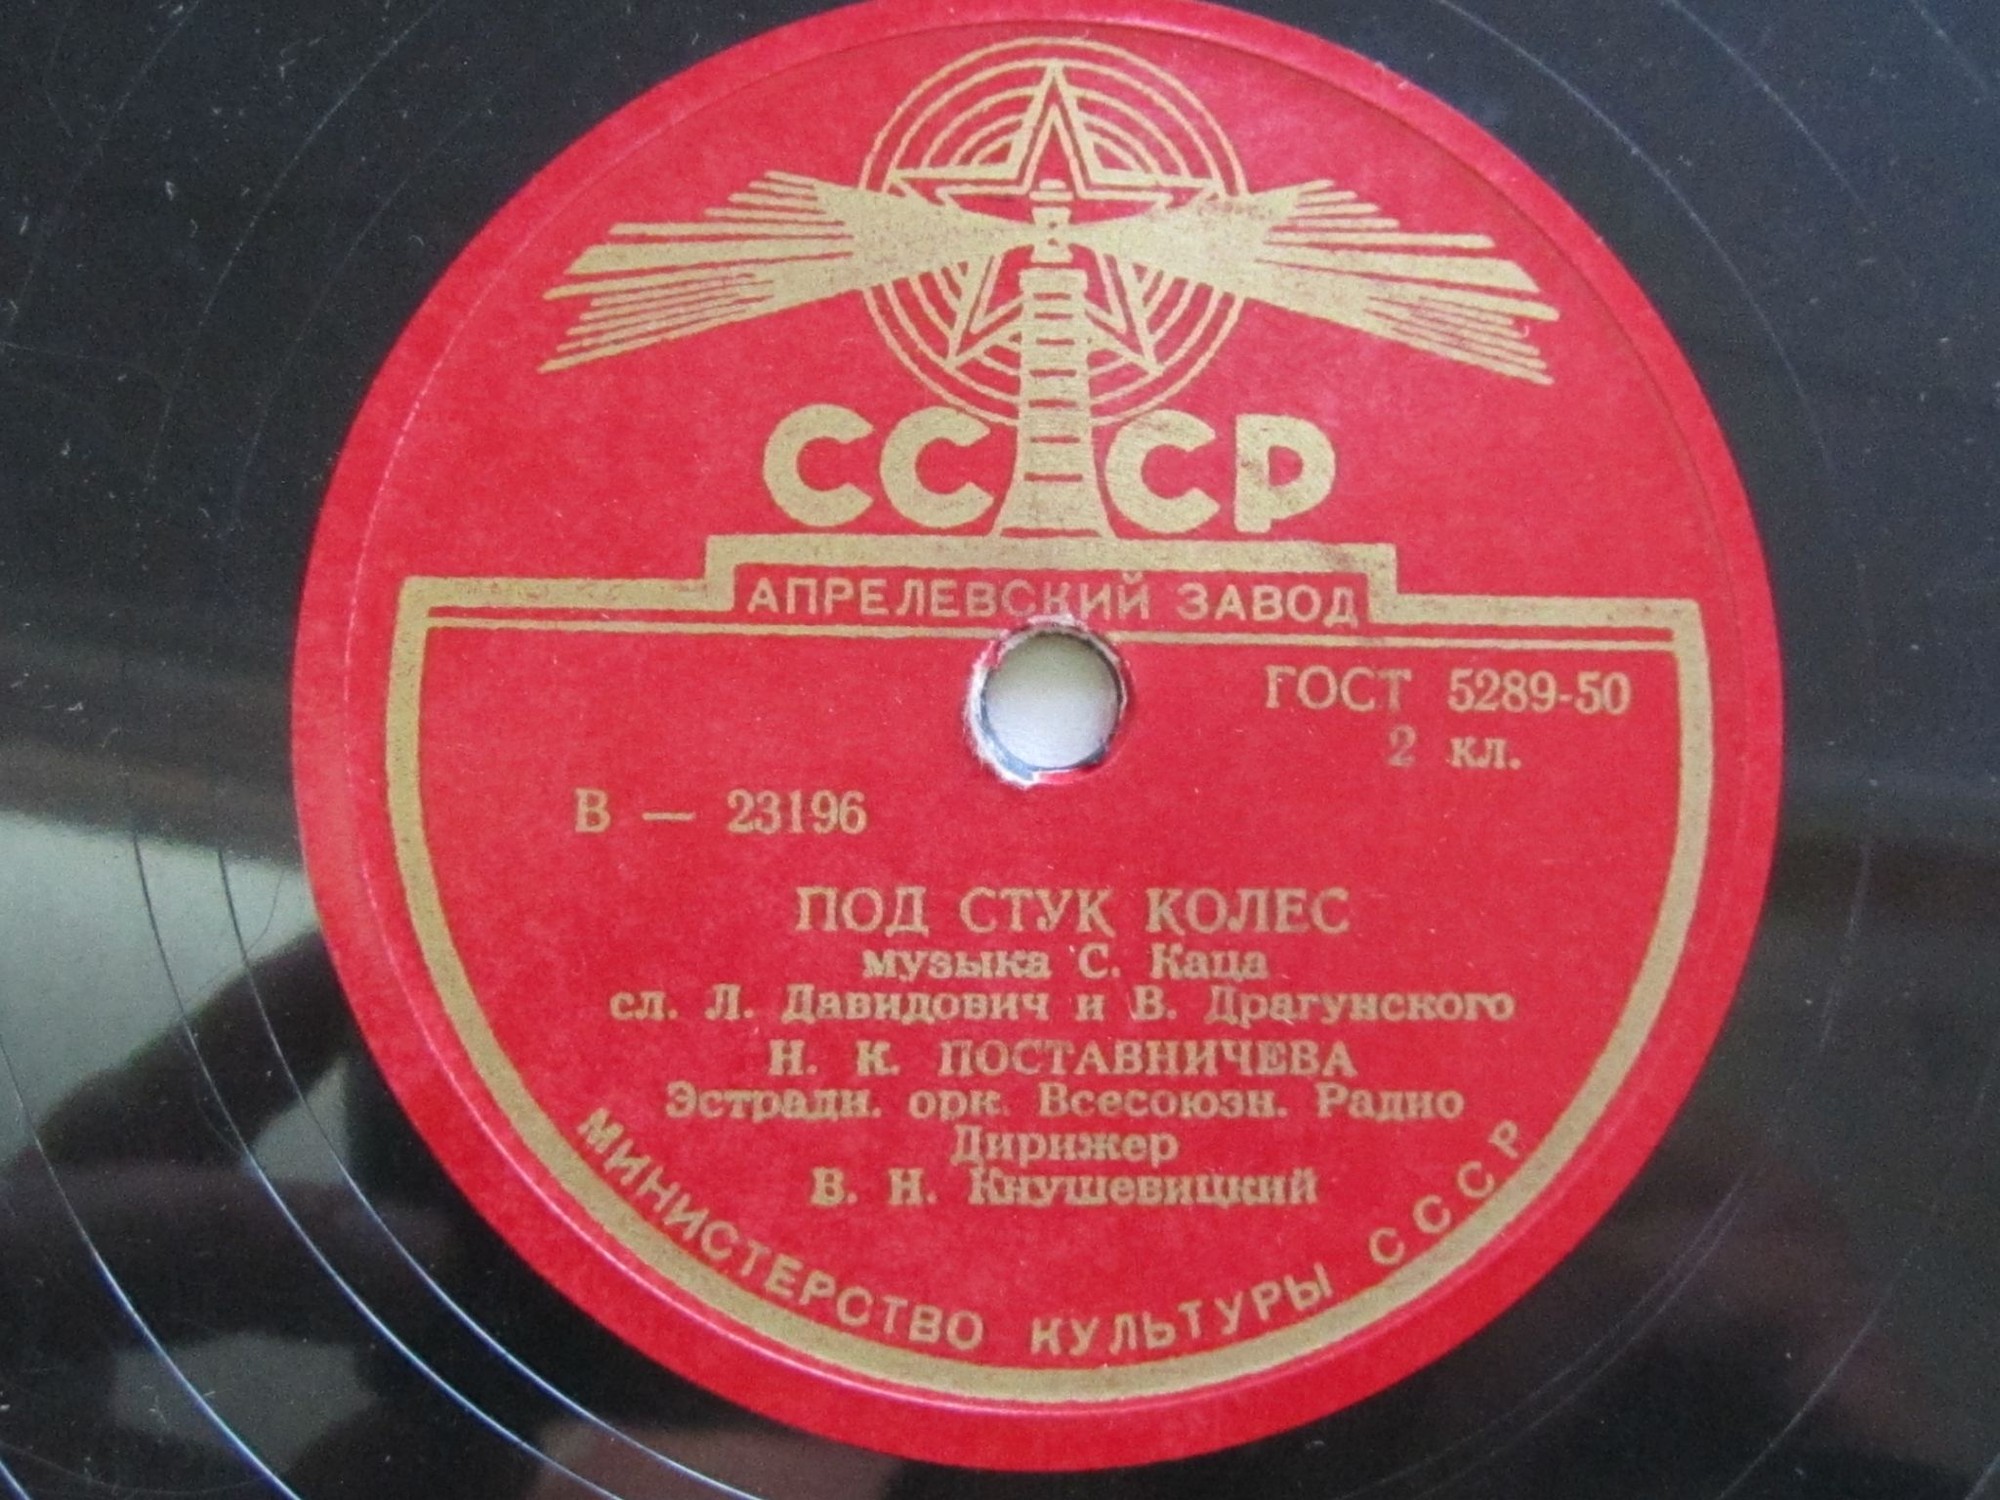 СССР
АПРЕЛЕВСКИЙ ЗАВОД
ГОСТ 5289-50
2 кл.
В — 23196
ПОД СТУК КОЛЕС
музыка С. Каца
сл. Л. Давидович и В. Драгунского
Н. К. ПОСТАВНИЧЕВА
Эстрадн. орк. Всесоюзн. Радио
Дирижер
В. Н. Кнушевицкий
МИНИСТЕРСТВО КУЛЬТУРЫ СССР